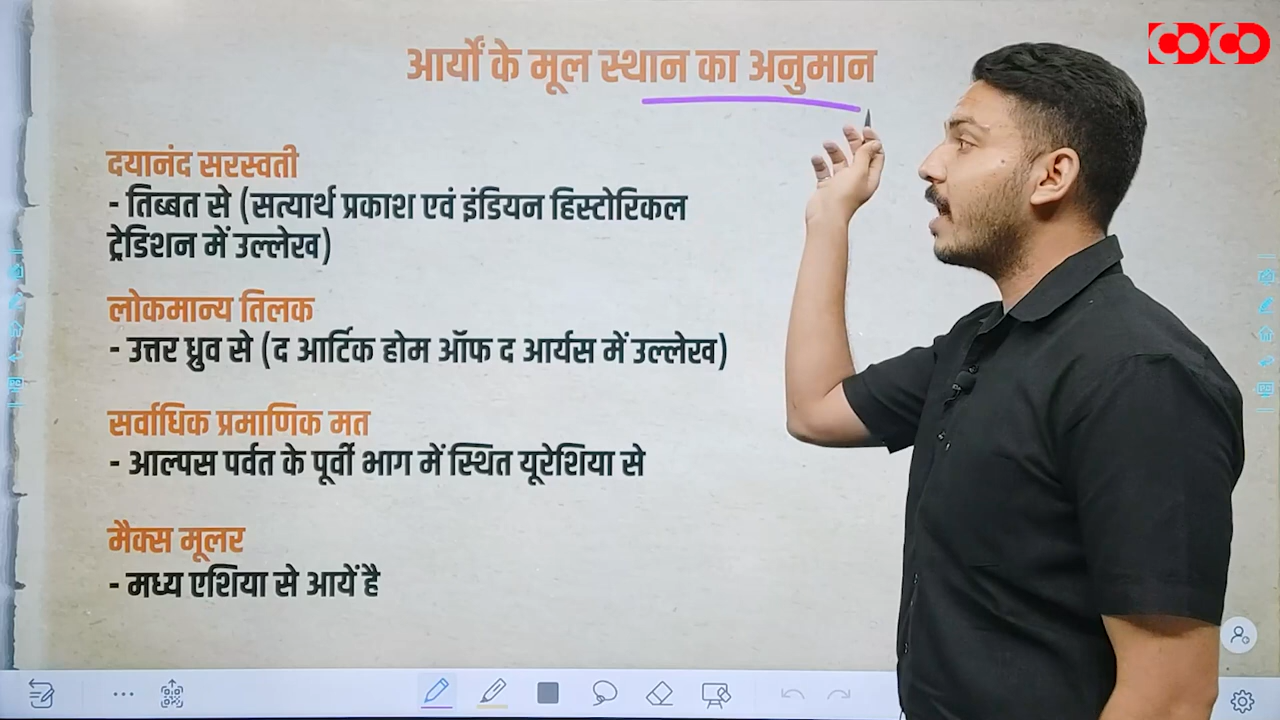 COCO
आर्यों के मूल स्थान का अनुमान
दयानंद सरस्वती
- तिब्बत से (सत्यार्थ प्रकाश एवं इंडियन हिस्टोरिकल
ट्रेडिशन में उल्लेख)
लोकमान्य तिलक
- उत्तर ध्रुव से (द आर्टिक होम ऑफ द आर्यस में उल्लेख)
सर्वाधिक प्रमाणिक मत
- आल्पस पर्वत के पूर्वी भाग में स्थित यूरेशिया से
मैक्स मूलर
- मध्य एशिया से आयें है